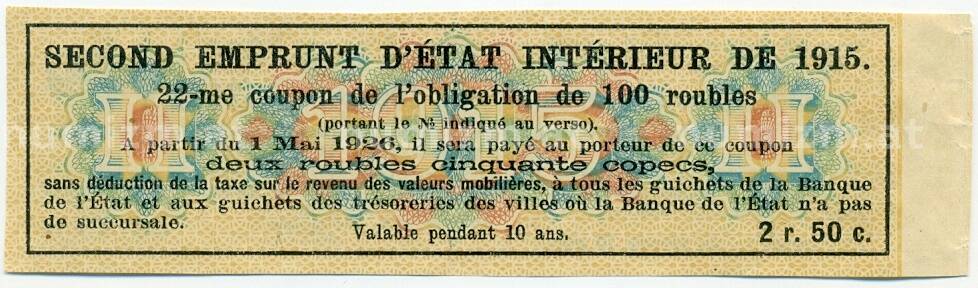 SECOND EMPRUNT D'ÉTAT INTÉRIEUR DE 1915.
22-me coupon de l'obligation de 100 roubles
(portant le № indiqué au verso).
A partir du 1 Mai 1926, il sera payé au porteur de ce coupon
deux roubles cinquante copecs,
sans déduction de la taxe sur le revenu des valeurs mobilières, à tous les guichets de la Banque
de l'État et aux guichets des trésoreries des villes où la Banque de l'État n'a pas
de succursale.
Valable pendant 10 ans.
2 r. 50 c.
II 1915 II